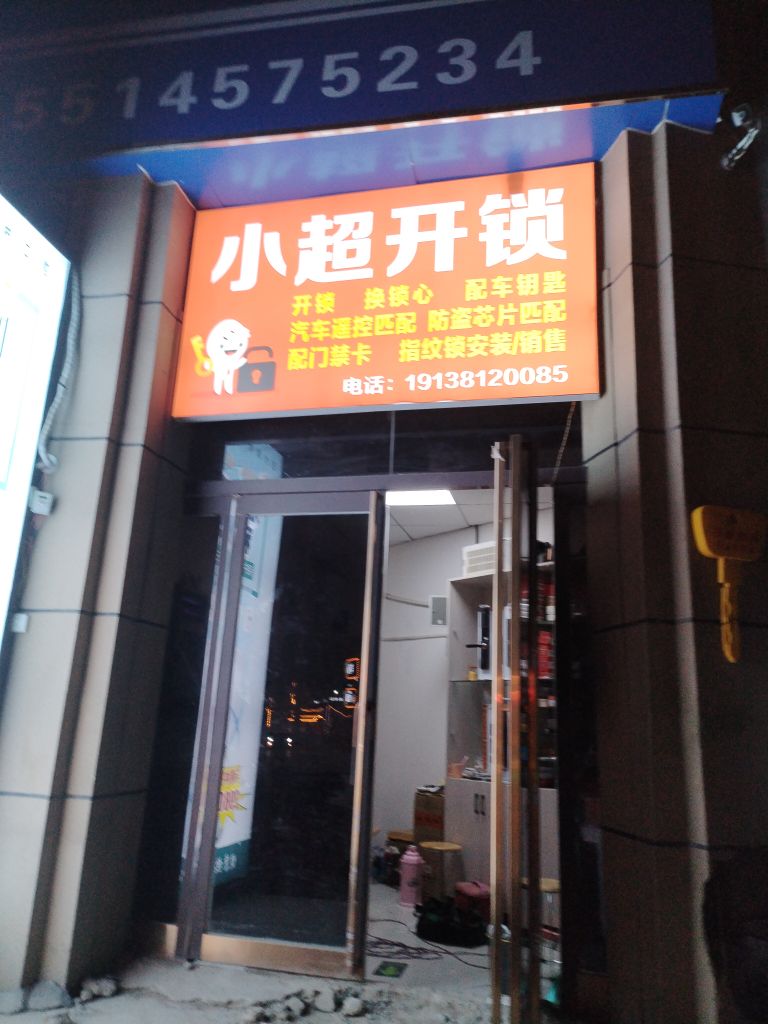 5514575234
小超开锁
开锁 换锁心 配车钥匙
汽车遥控匹配 防盗芯片匹配
配门禁卡 指纹锁安装/销售
电话：19138120085